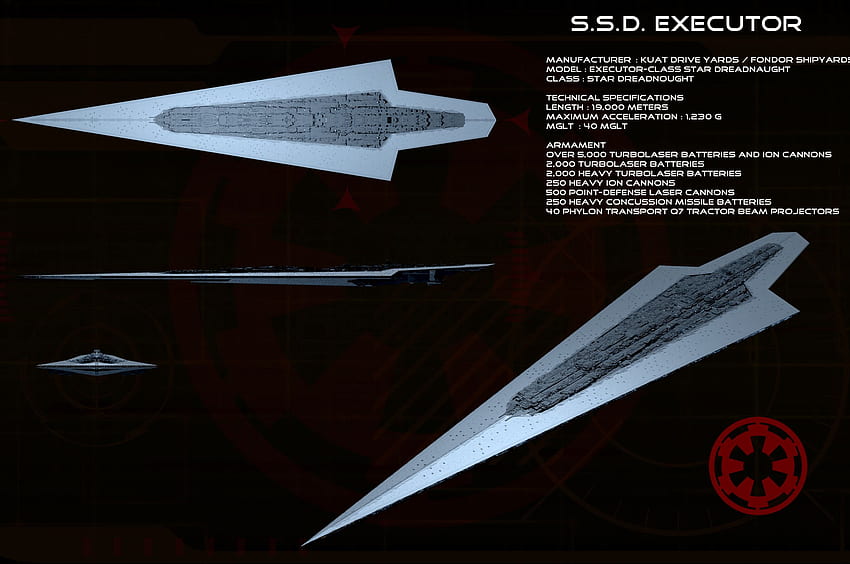 S.S.D. EXECUTOR
MANUFACTURER : KUAT DRIVE YARDS / FONDOR SHIPYARDS
MODEL : EXECUTOR-CLASS STAR DREADNAUGHT
CLASS : STAR DREADNOUGHT
TECHNICAL SPECIFICATIONS
LENGTH : 19,000 METERS
MAXIMUM ACCELERATION : 1,230 G
MGLT : 40 MGLT
ARMAMENT
OVER 5,000 TURBOLASER BATTERIES AND ION CANNONS
2,000 TURBOLASER BATTERIES
2,000 HEAVY TURBOLASER BATTERIES
250 HEAVY ION CANNONS
500 POINT-DEFENSE LASER CANNONS
250 HEAVY CONCUSSION MISSILE BATTERIES
40 PHYLON TRANSPORT Q7 TRACTOR BEAM PROJECTORS